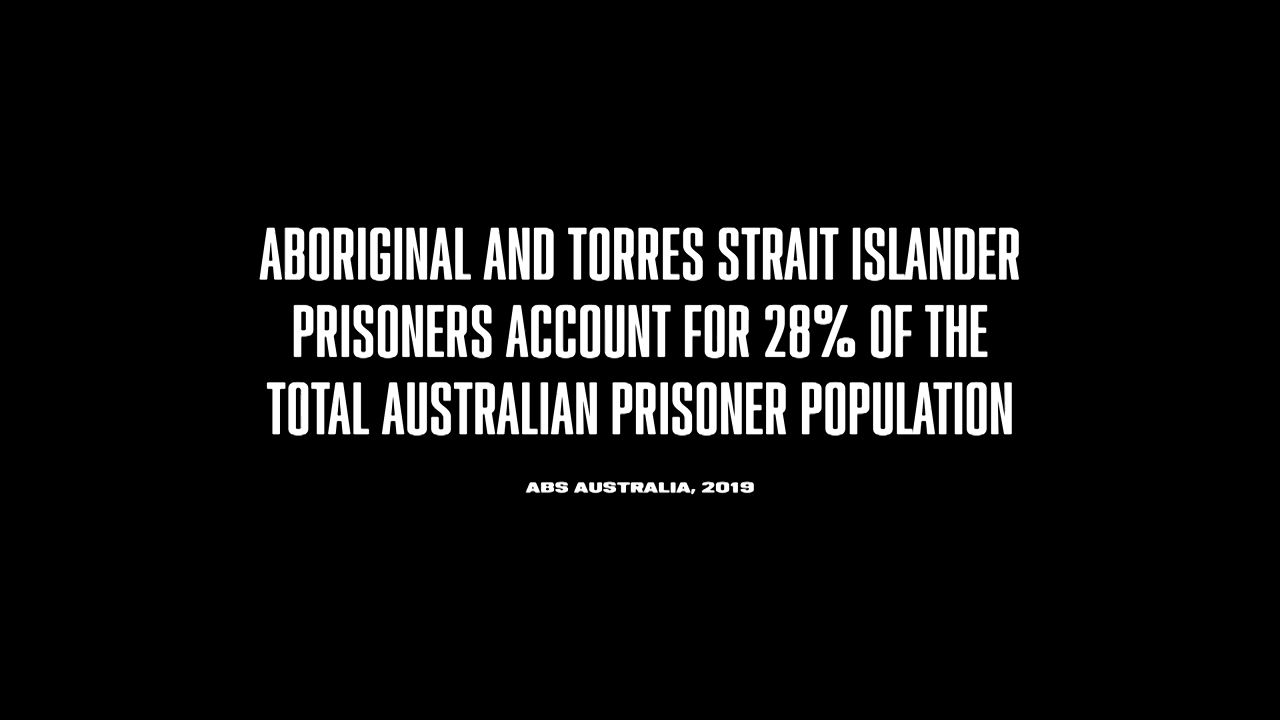 ABORIGINAL AND TORRES STRAIT ISLANDER
PRISONERS ACCOUNT FOR 28% OF THE
TOTAL AUSTRALIAN PRISONER POPULATION
ABS AUSTRALIA, 2019